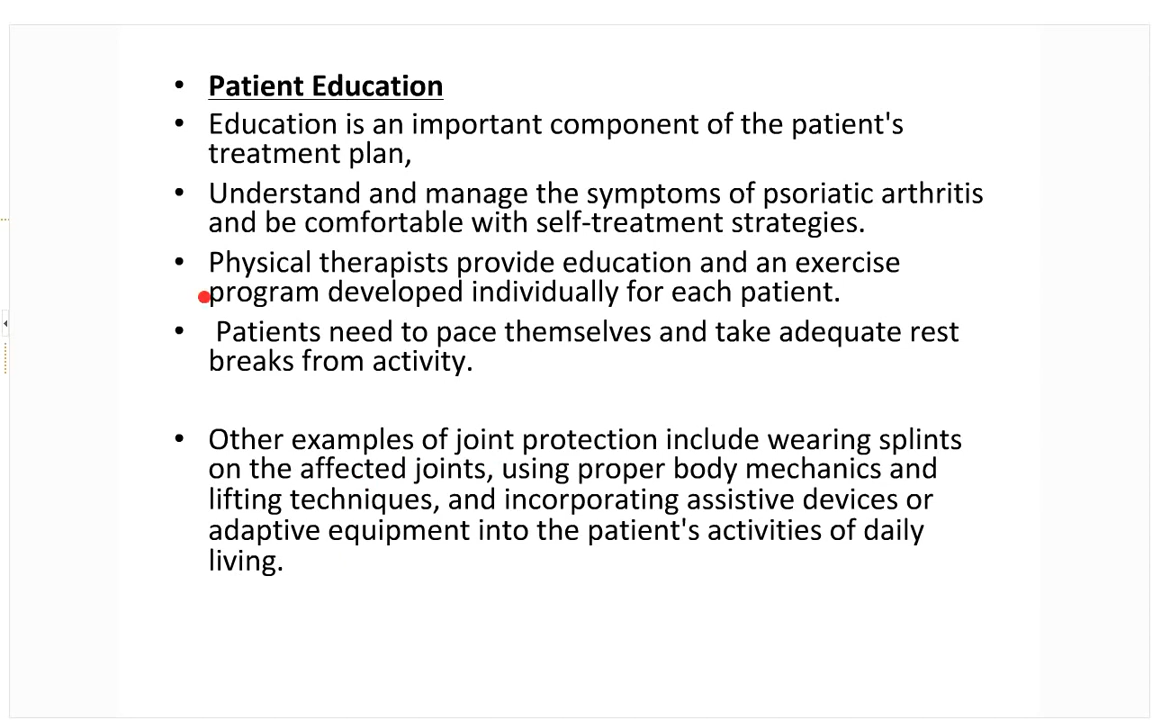 • Patient Education
• Education is an important component of the patient's
treatment plan,
• Understand and manage the symptoms of psoriatic arthritis
and be comfortable with self-treatment strategies.
• Physical therapists provide education and an exercise
program developed individually for each patient.
• Patients need to pace themselves and take adequate rest
breaks from activity.
• Other examples of joint protection include wearing splints
on the affected joints, using proper body mechanics and
lifting techniques, and incorporating assistive devices or
adaptive equipment into the patient's activities of daily
living.